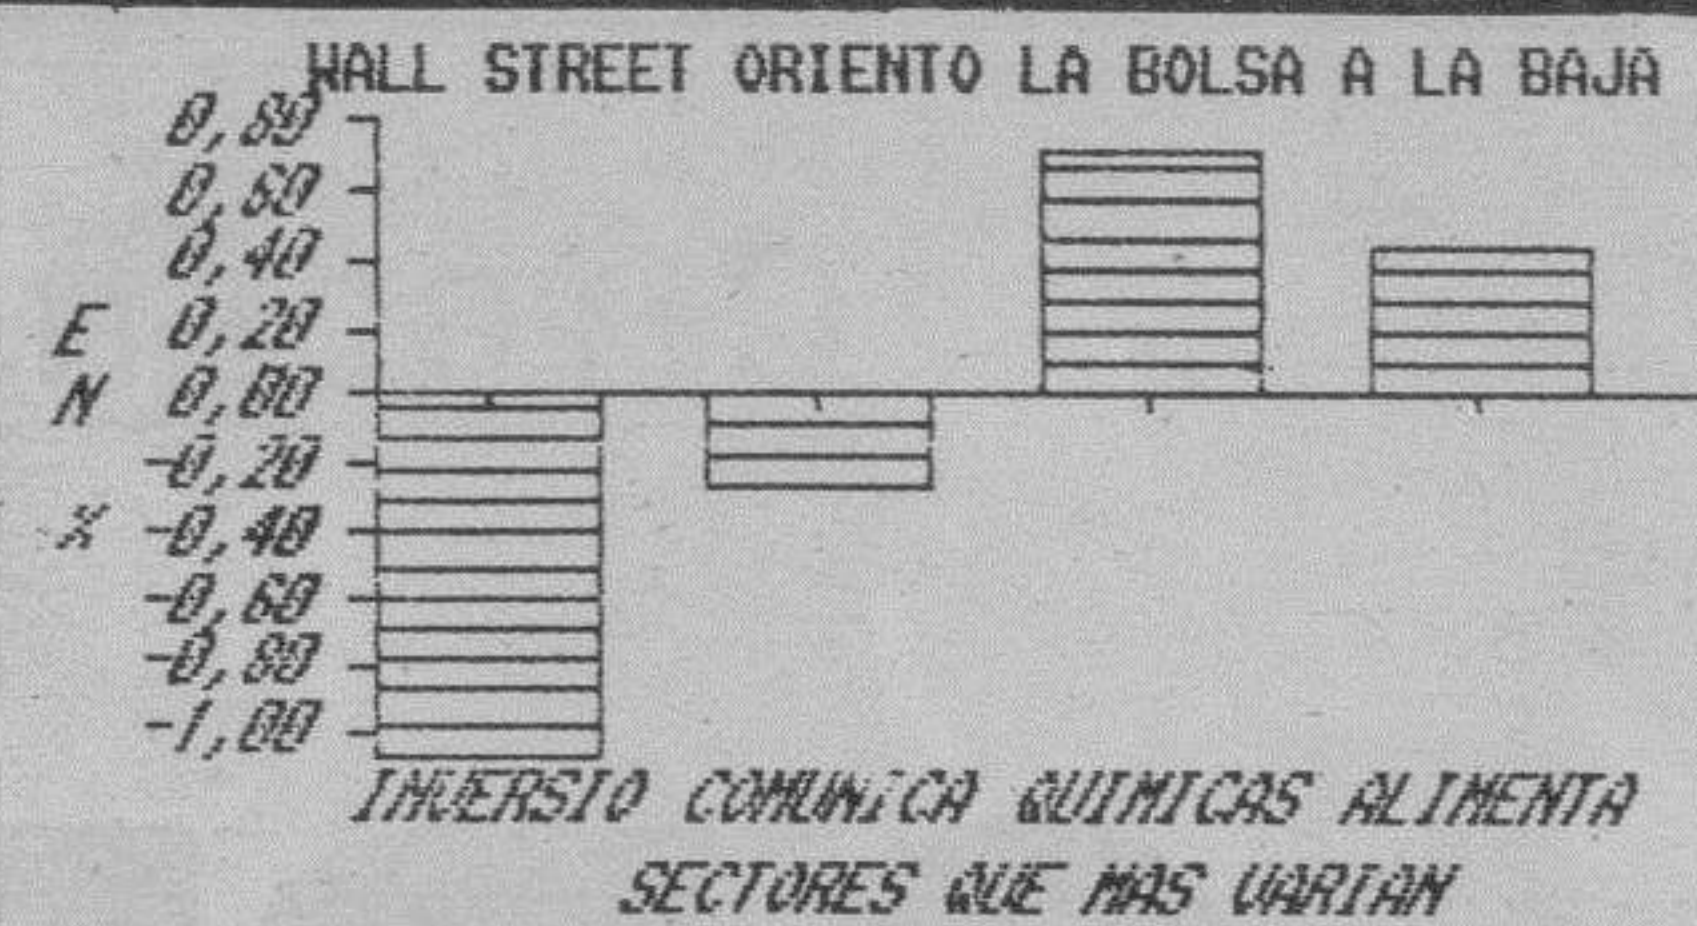 WALL STREET ORIENTO LA BOLSA A LA BAJA
0,80
0,60
0,40
E 0,20
N 0,00
-0,20
% -0,40
-0,60
-0,80
-1,00
INVERSIO COMUNICA QUIMICAS ALIMENTA
SECTORES QUE MAS VARIAN